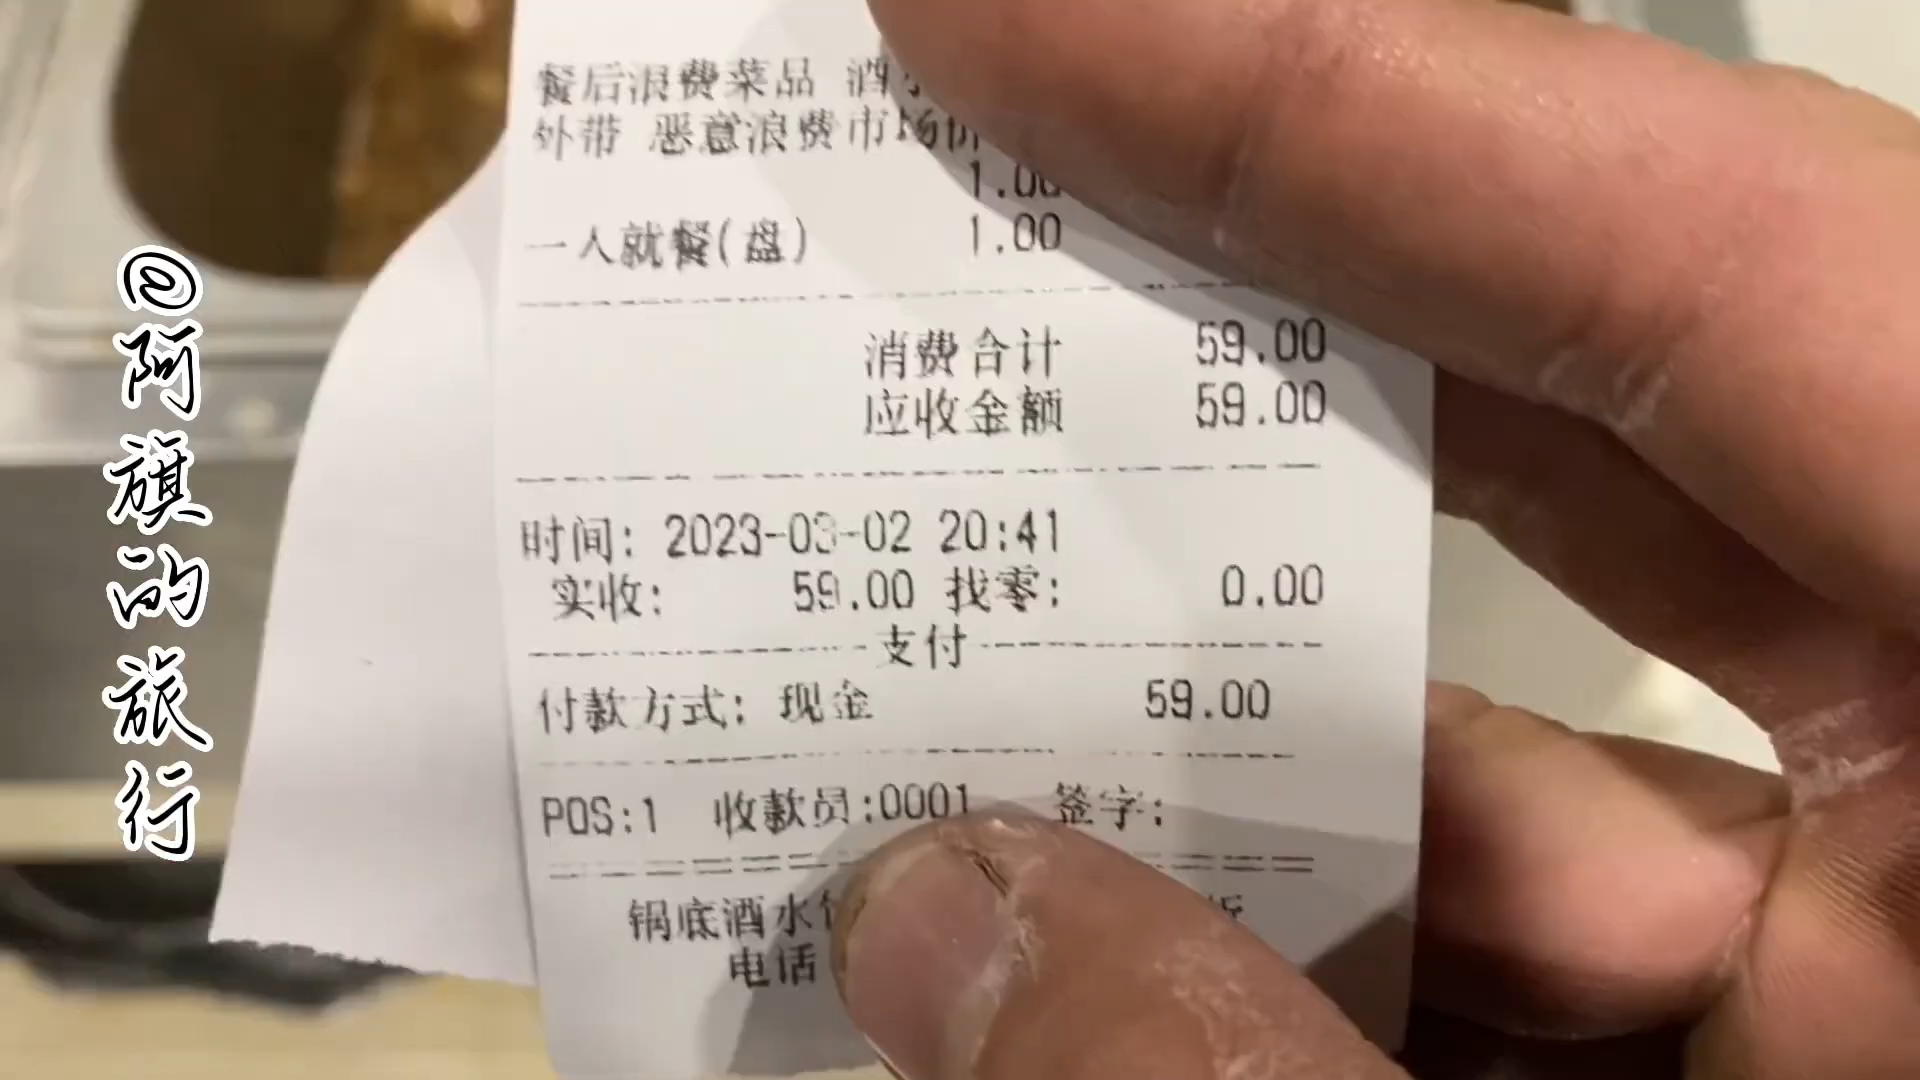 餐后浪费菜品 酒
外带 恶意浪费市场价
1.00
一人就餐(盘) 1.00
消费合计 59.00
应收金额 59.00
时间: 2023-03-02 20:41
实收: 59.00 找零: 0.00
支付
付款方式: 现金 59.00
POS:1 收款员:0001 签字:
锅底酒水
电话
@阿旗的旅行